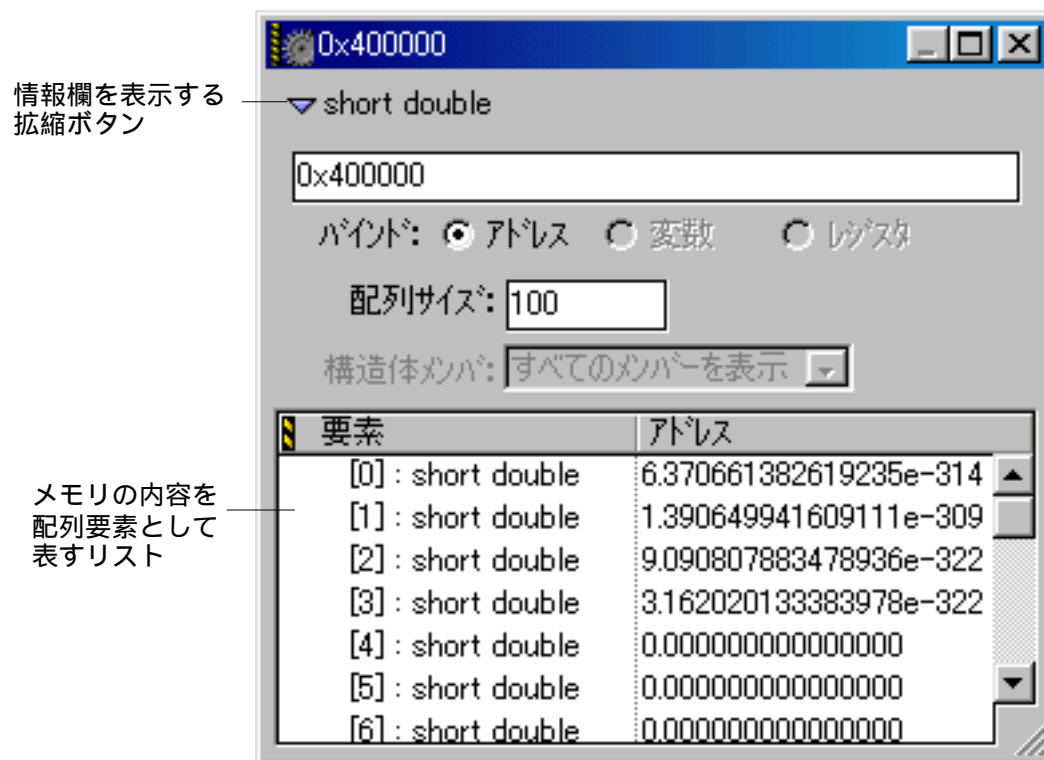 0x400000
情報欄を表示する
拡縮ボタン
short double
0x400000
ﾊﾞｲﾝﾄﾞ: ｱﾄﾞﾚｽ 変数 ﾚｼﾞｽﾀ
配列ｻｲｽﾞ: 100
構造体ﾒﾝﾊﾞ: すべてのﾒﾝﾊﾞｰを表示
要素 ｱﾄﾞﾚｽ
[0] : short double 6.370661382619235e-314
[1] : short double 1.390649941609111e-309
[2] : short double 9.090807883478936e-322
[3] : short double 3.162020133383978e-322
[4] : short double 0.000000000000000
[5] : short double 0.000000000000000
[6] : short double 0.000000000000000
メモリの内容を
配列要素として
表すリスト